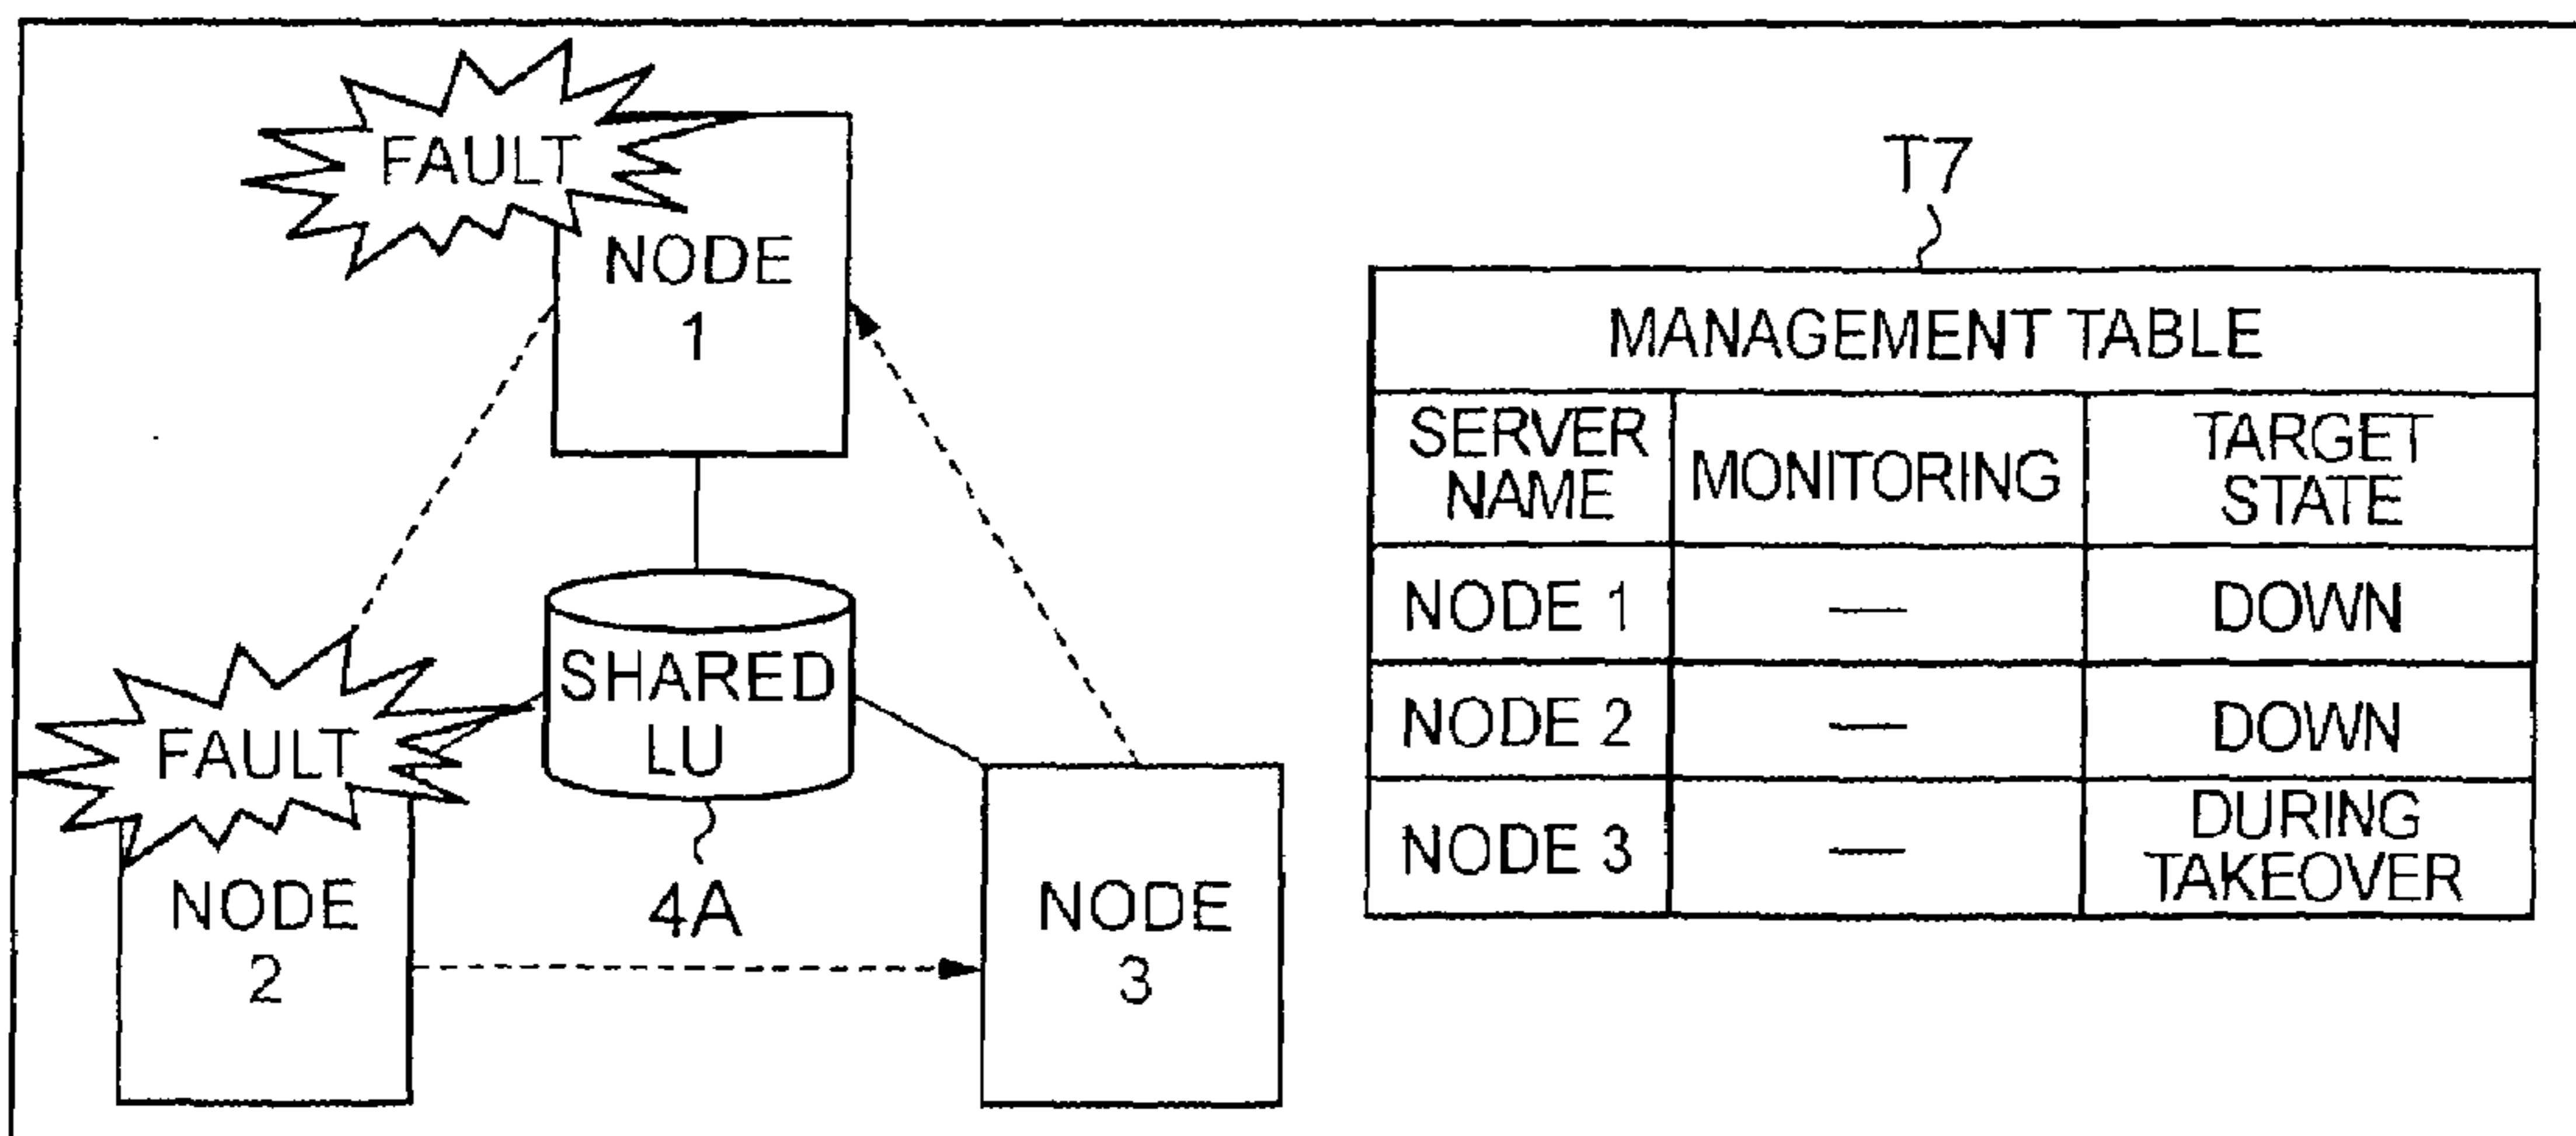 FAULT
NODE
1
FAULT
SHARED
LU
NODE
2
4A
NODE
3
T7
MANAGEMENT TABLE
SERVER NAME MONITORING TARGET STATE
NODE 1 — DOWN
NODE 2 — DOWN
NODE 3 — DURING TAKEOVER